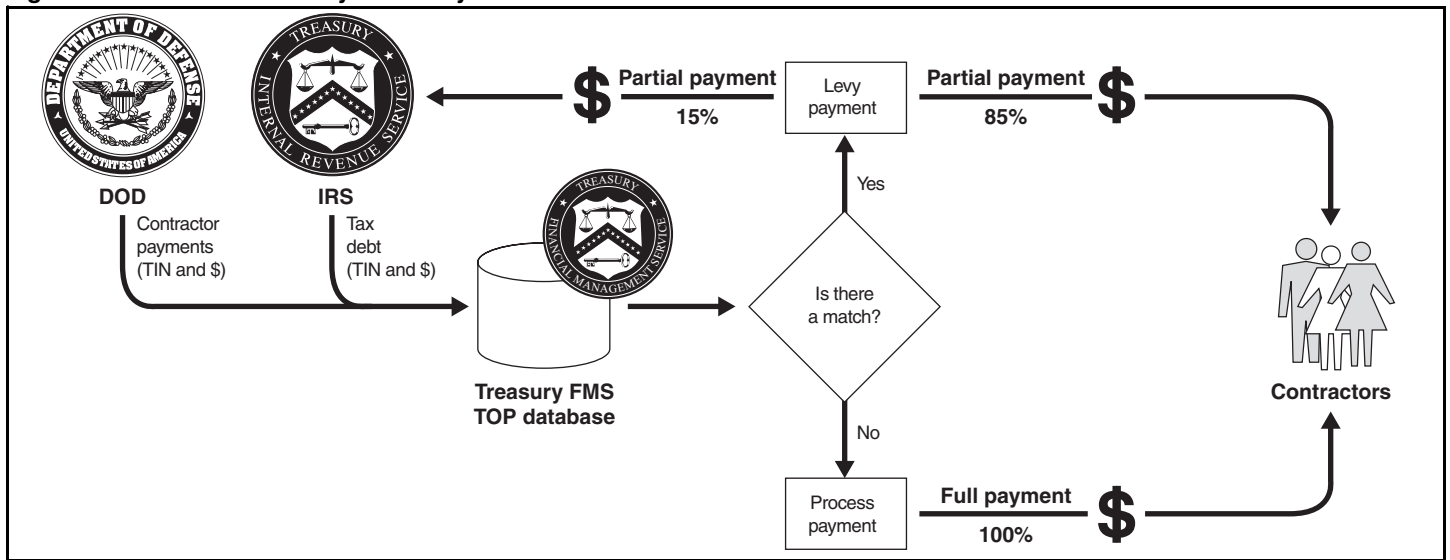 DEPARTMENT OF DEFENSE
UNITED STATES OF AMERICA
TREASURY
INTERNAL REVENUE SERVICE
DOD
IRS
Contractor
payments
(TIN and $)
Tax
debt
(TIN and $)
TREASURY
FINANCIAL MANAGEMENT SERVICE
Treasury FMS
TOP database
Is there
a match?
Yes
No
Levy
payment
$
Partial payment
15%
Partial payment
85%
$
Process
payment
Full payment
100%
$
Contractors